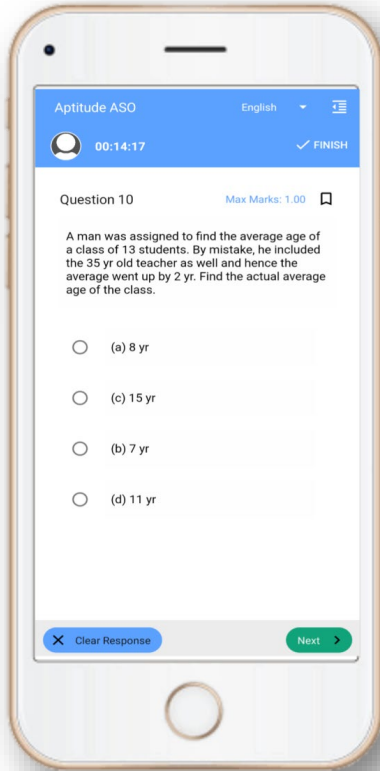 Aptitude ASO English
00:14:17 FINISH
Question 10 Max Marks: 1.00
A man was assigned to find the average age of
a class of 13 students. By mistake, he included
the 35 yr old teacher as well and hence the
average went up by 2 yr. Find the actual average
age of the class.
(a) 8 yr
(c) 15 yr
(b) 7 yr
(d) 11 yr
Clear Response Next